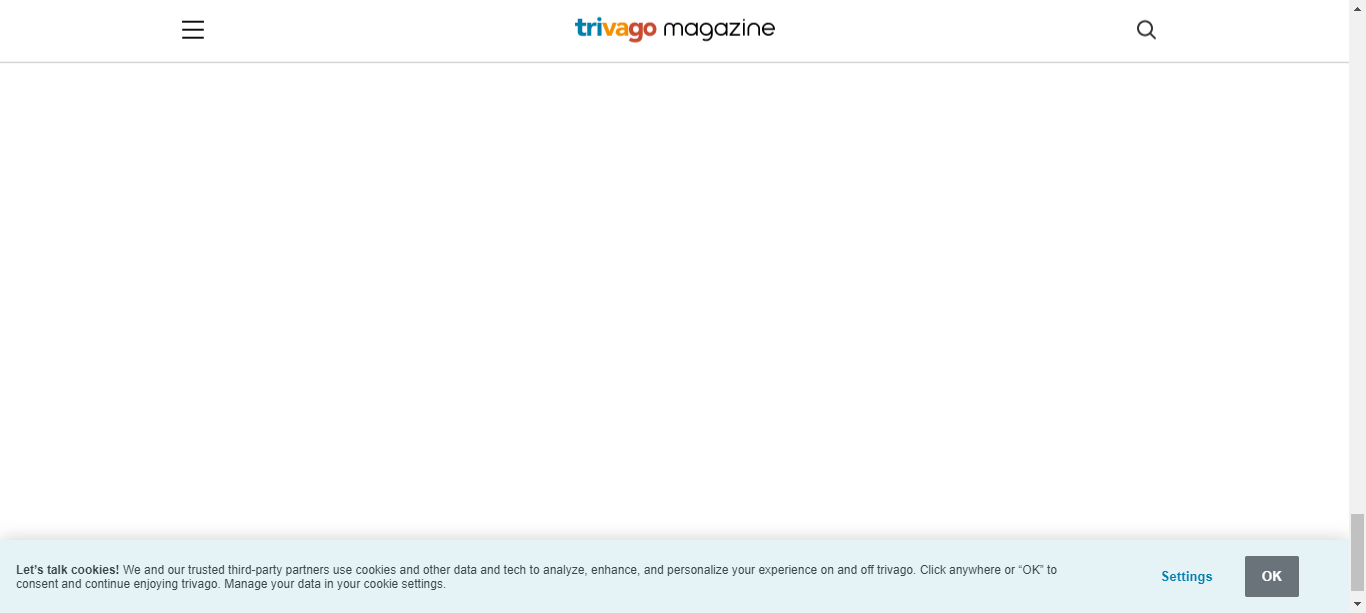 trivago magazine
Let’s talk cookies! We and our trusted third-party partners use cookies and other data and tech to analyze, enhance, and personalize your experience on and off trivago. Click anywhere or “OK” to
consent and continue enjoying trivago. Manage your data in your cookie settings.
Settings
OK